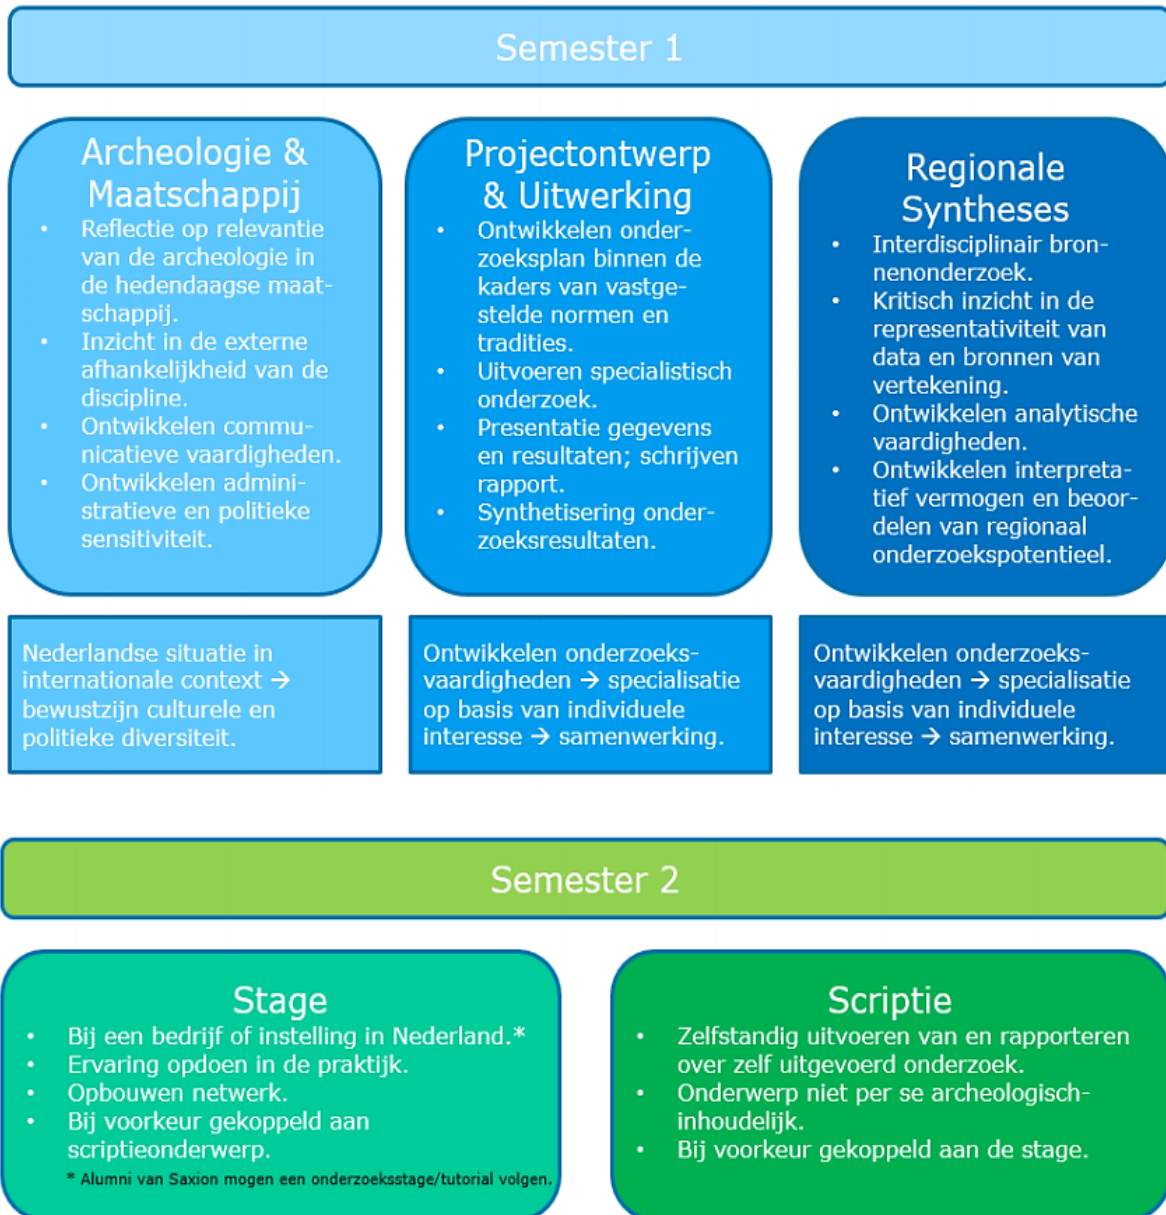 Semester 1
Archeologie &
Maatschappij
• Reflectie op relevantie
van de archeologie in
de hedendaagse maat-
schappij.
• Inzicht in de externe
afhankelijkheid van de
discipline.
• Ontwikkelen commu-
nicatieve vaardigheden.
• Ontwikkelen admini-
stratieve en politieke
sensitiviteit.
Projectontwerp
& Uitwerking
• Ontwikkelen onder-
zoeksplan binnen de
kaders van vastge-
stelde normen en
tradities.
• Uitvoeren specialistisch
onderzoek.
• Presentatie gegevens
en resultaten; schrijven
rapport.
• Synthetisering onder-
zoeksresultaten.
Regionale
Syntheses
• Interdisciplinair bron-
nenonderzoek.
• Kritisch inzicht in de
representativiteit van
data en bronnen van
vertekening.
• Ontwikkelen analytische
vaardigheden.
• Ontwikkelen interpreta-
tief vermogen en beoor-
delen van regionaal
onderzoekspotentieel.
Nederlandse situatie in
internationale context →
bewustzijn culturele en
politieke diversiteit.
Ontwikkelen onderzoeks-
vaardigheden → specialisatie
op basis van individuele
interesse → samenwerking.
Ontwikkelen onderzoeks-
vaardigheden → specialisatie
op basis van individuele
interesse → samenwerking.
Semester 2
Stage
• Bij een bedrijf of instelling in Nederland.*
• Ervaring opdoen in de praktijk.
• Opbouwen netwerk.
• Bij voorkeur gekoppeld aan
scriptieonderwerp.
* Alumni van Saxion mogen een onderzoeksstage/tutorial volgen.
Scriptie
• Zelfstandig uitvoeren van en rapporteren
over zelf uitgevoerd onderzoek.
• Onderwerp niet per se archeologisch-
inhoudelijk.
• Bij voorkeur gekoppeld aan de stage.